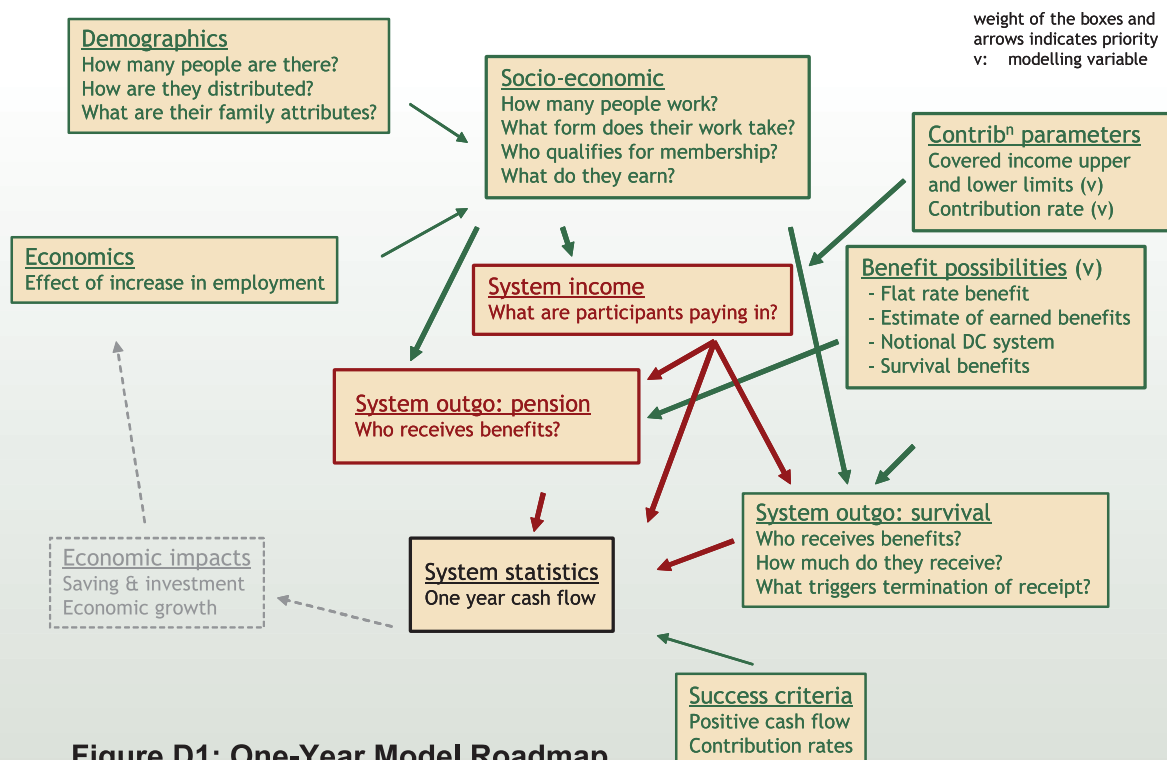 weight of the boxes and
arrows indicates priority
v: modelling variable
Demographics
How many people are there?
How are they distributed?
What are their family attributes?
Socio-economic
How many people work?
What form does their work take?
Who qualifies for membership?
What do they earn?
Contribⁿ parameters
Covered income upper
and lower limits (v)
Contribution rate (v)
Economics
Effect of increase in employment
System income
What are participants paying in?
Benefit possibilities (v)
- Flat rate benefit
- Estimate of earned benefits
- Notional DC system
- Survival benefits
System outgo: pension
Who receives benefits?
System outgo: survival
Who receives benefits?
How much do they receive?
What triggers termination of receipt?
Economic impacts
Saving & investment
Economic growth
System statistics
One year cash flow
Success criteria
Positive cash flow
Contribution rates
Figure D1: One-Year Model Roadmap